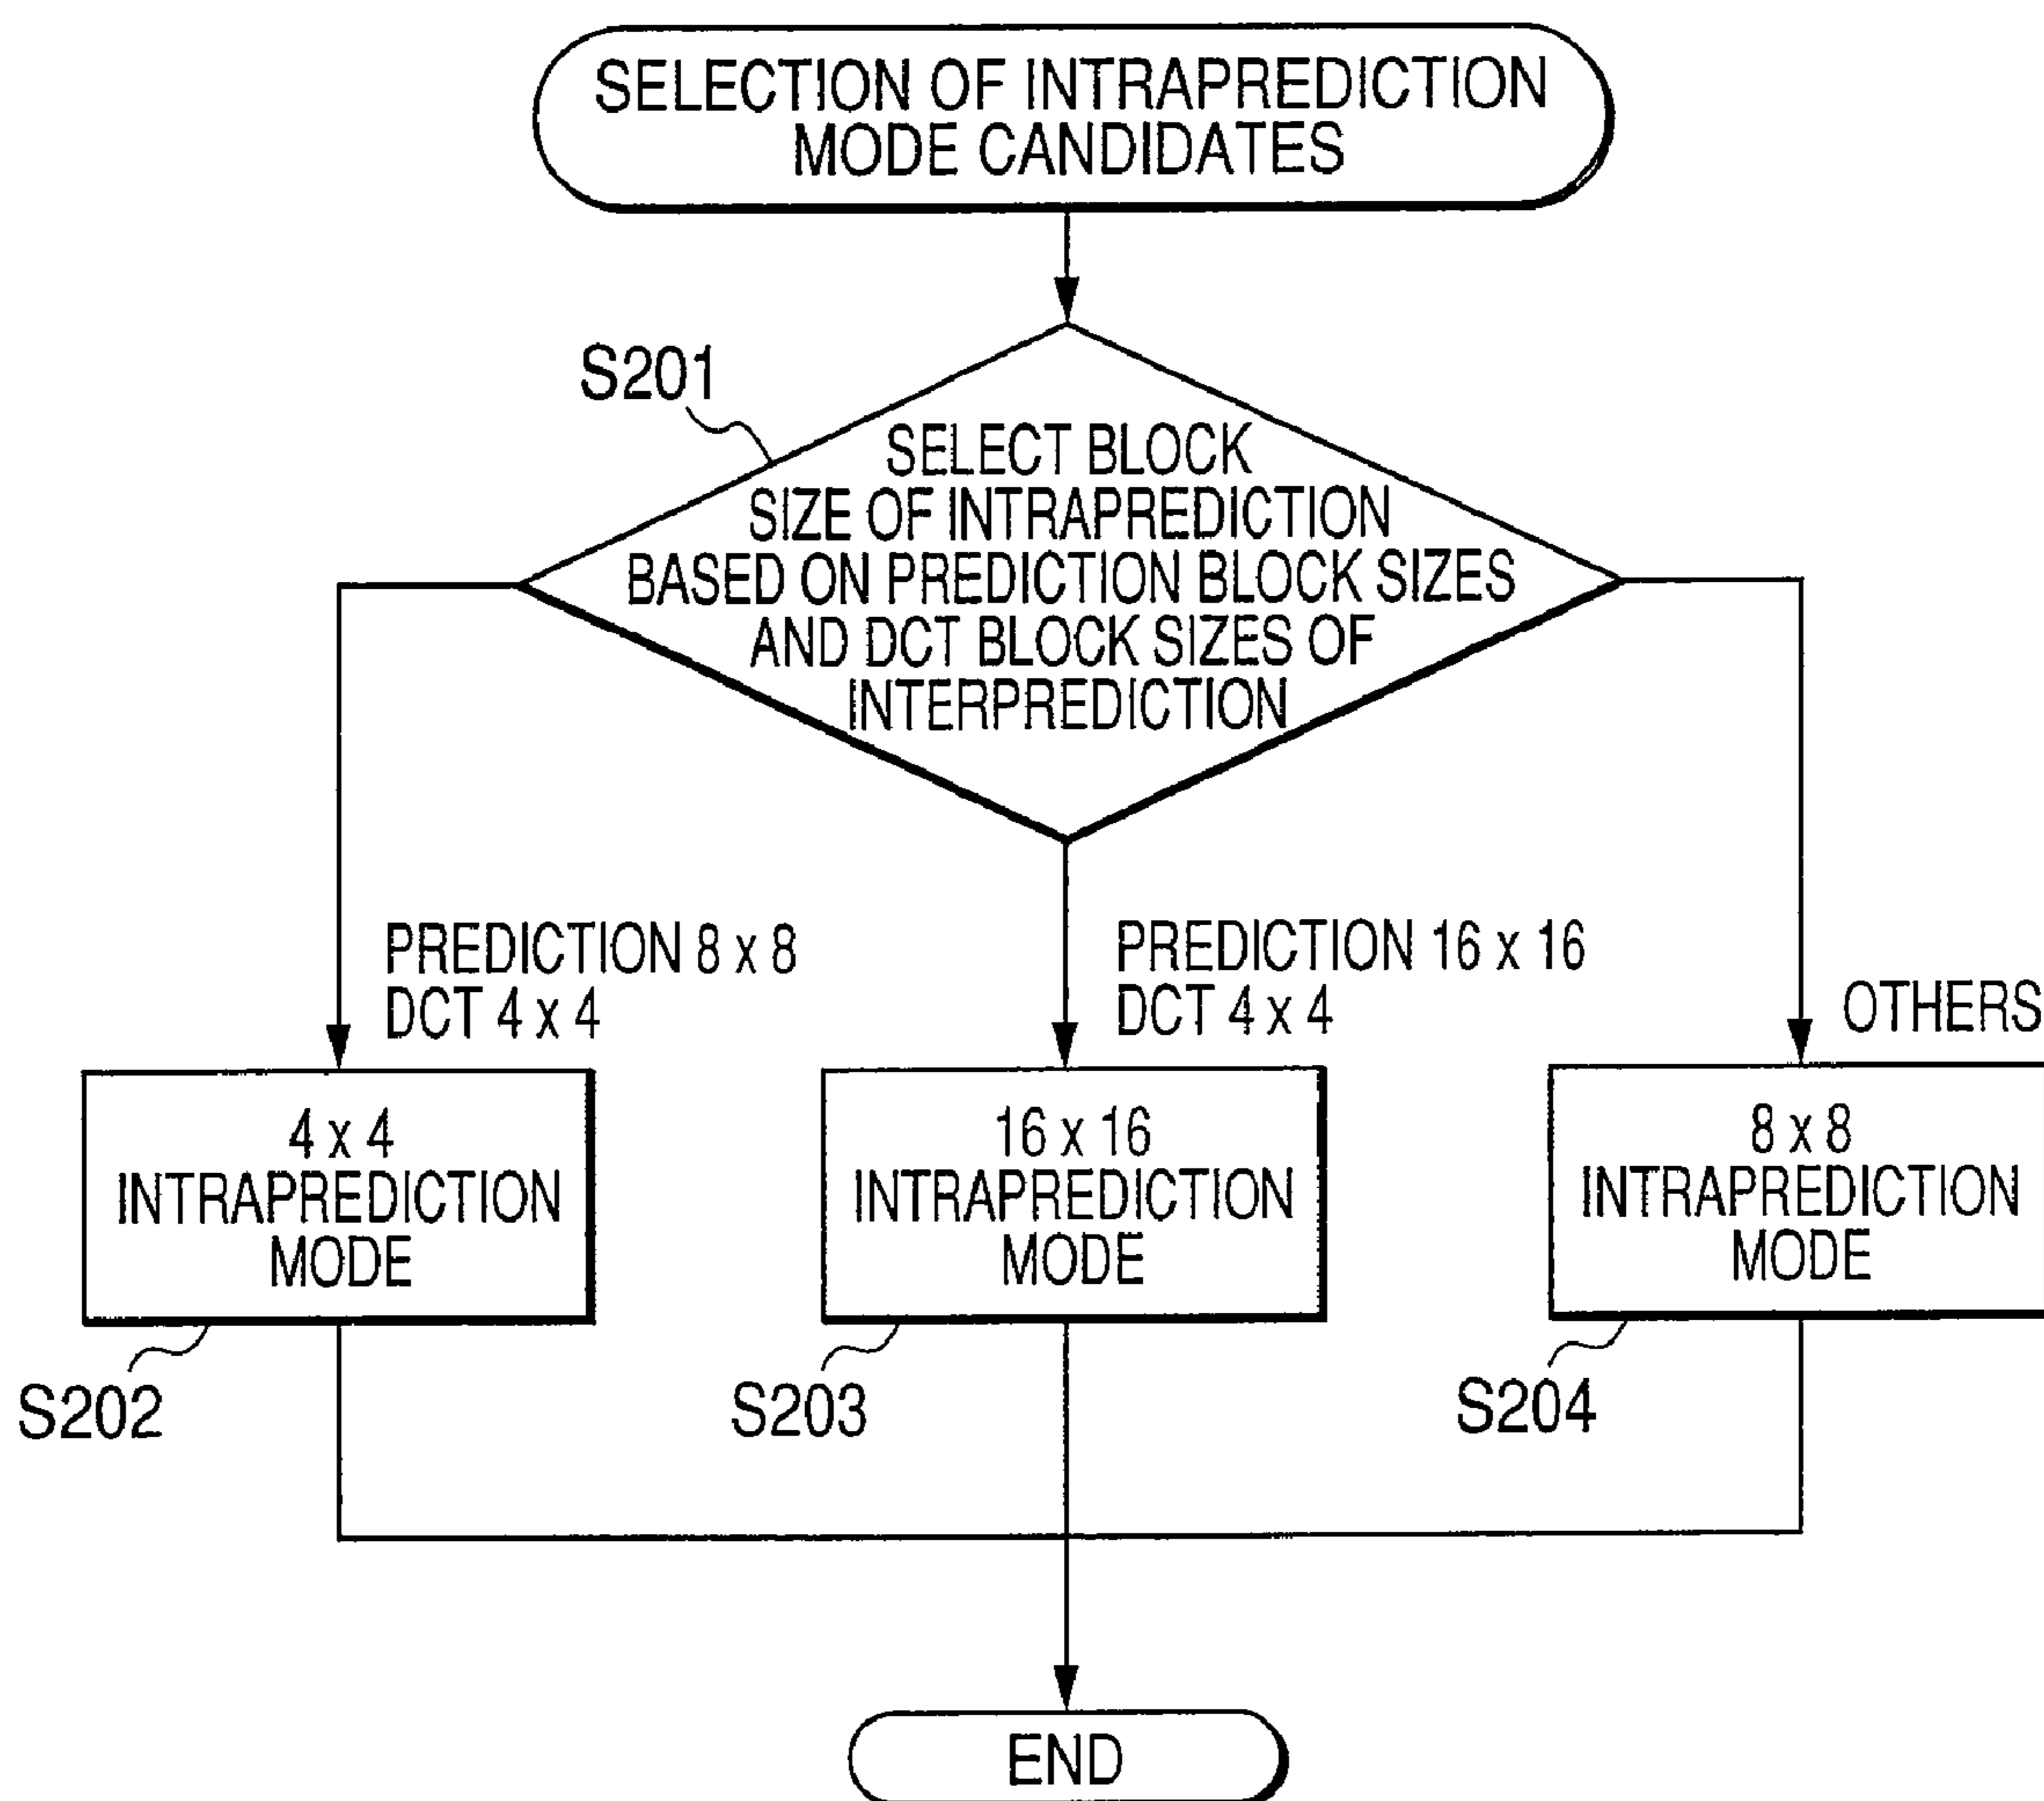 SELECTION OF INTRAPREDICTION
MODE CANDIDATES
S201
SELECT BLOCK
SIZE OF INTRAPREDICTION
BASED ON PREDICTION BLOCK SIZES
AND DCT BLOCK SIZES OF
INTERPREDICTION
PREDICTION 8 x 8
DCT 4 x 4
PREDICTION 16 x 16
DCT 4 x 4
OTHERS
4 x 4
INTRAPREDICTION
MODE
16 x 16
INTRAPREDICTION
MODE
8 x 8
INTRAPREDICTION
MODE
S202
S203
S204
END